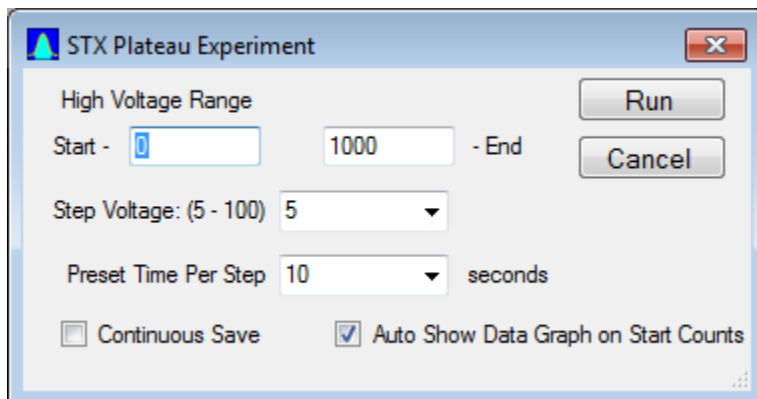 STX Plateau Experiment
High Voltage Range
Run
Start - 0 1000 - End
Cancel
Step Voltage: (5 - 100) 5
Preset Time Per Step 10 seconds
Continuous Save Auto Show Data Graph on Start Counts